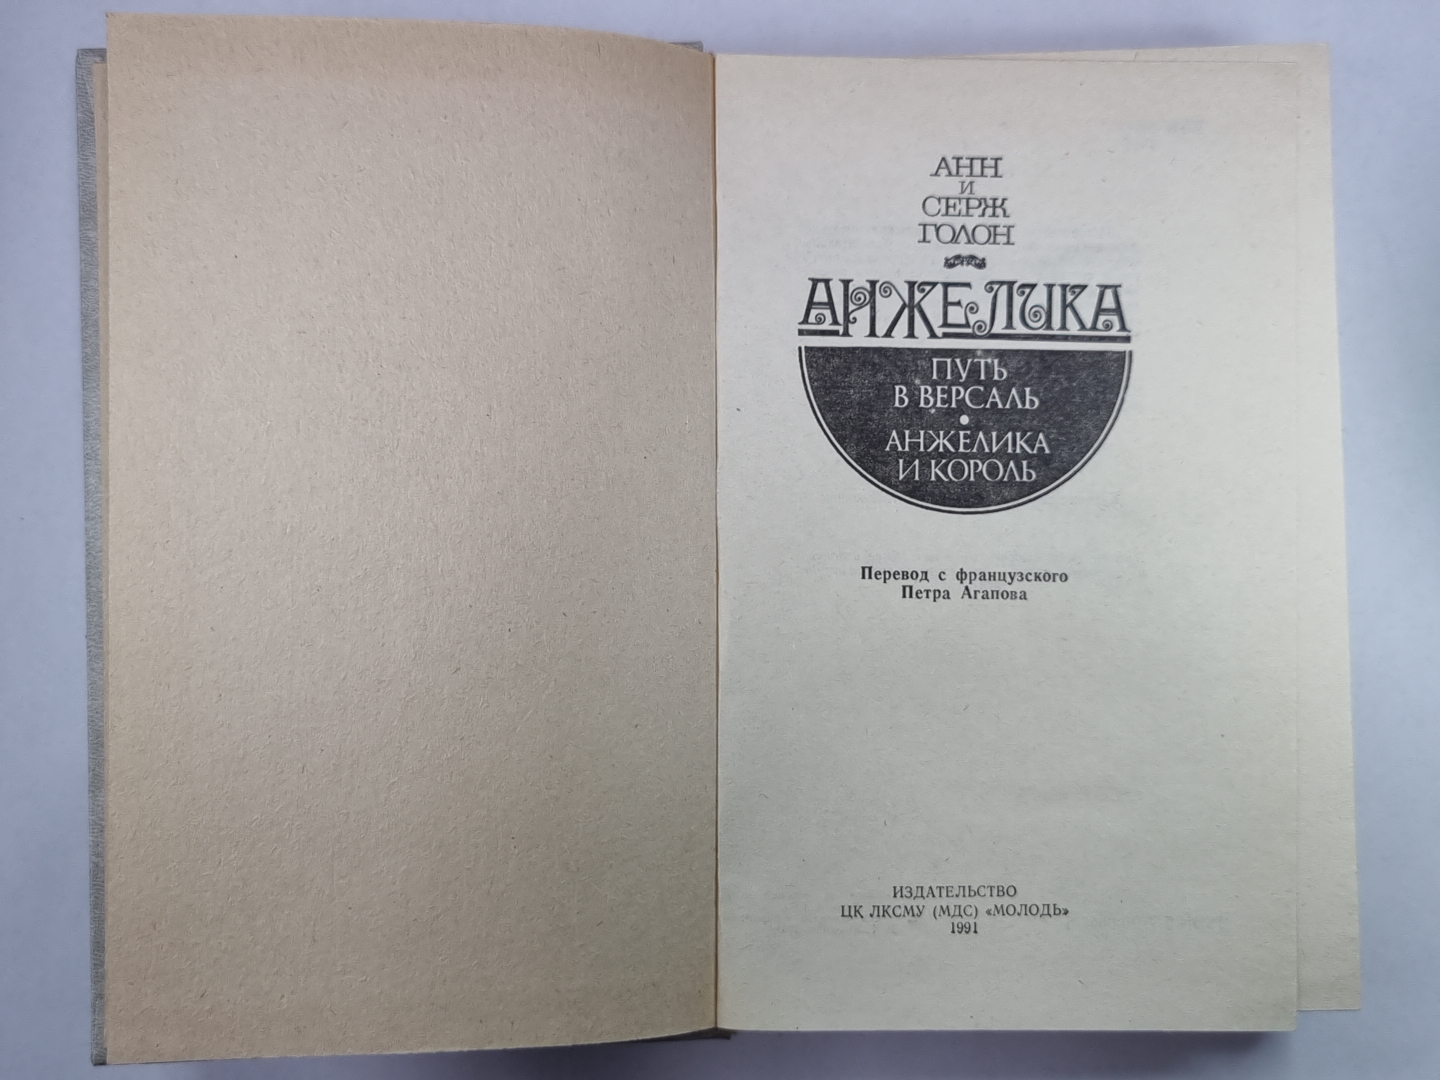 АНН
И
СЕРЖ
ГОЛОН
АНЖЕЛИКА
ПУТЬ
В ВЕРСАЛЬ
•
АНЖЕЛИКА
И КОРОЛЬ
Перевод с французского
Петра Агапова
ИЗДАТЕЛЬСТВО
ЦК ЛКСМУ (МДС) «МОЛОДЬ»
1991